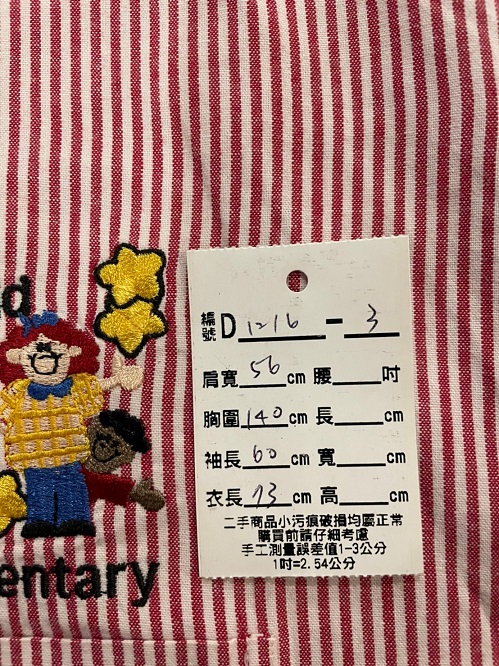 d
entary
編號D 1216 - 3
肩寬 56 cm 腰 吋
胸圍 140 cm 長 cm
袖長 60 cm 寬 cm
衣長 73 cm 高 cm
二手商品小污痕破損均屬正常
購買前請仔細考慮
手工測量誤差值1-3公分
1吋=2.54公分